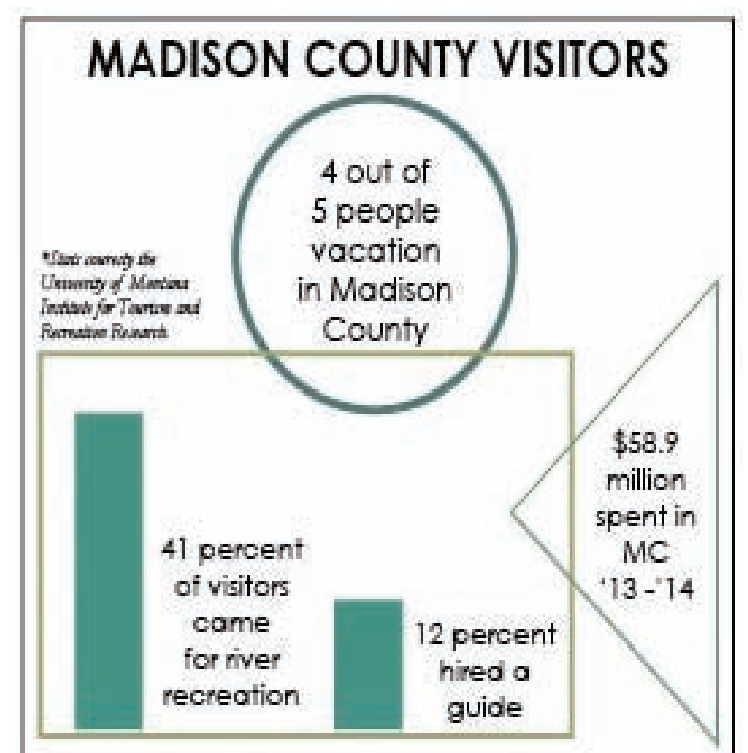 MADISON COUNTY VISITORS
4 out of
5 people
vacation
in Madison
County
*Stats courtesy the
University of Montana
Institute for Tourism and
Recreation Research
$58.9
million
spent in
MC
'13 -'14
41 percent
of visitors
came
for river
recreation
12 percent
hired a
guide